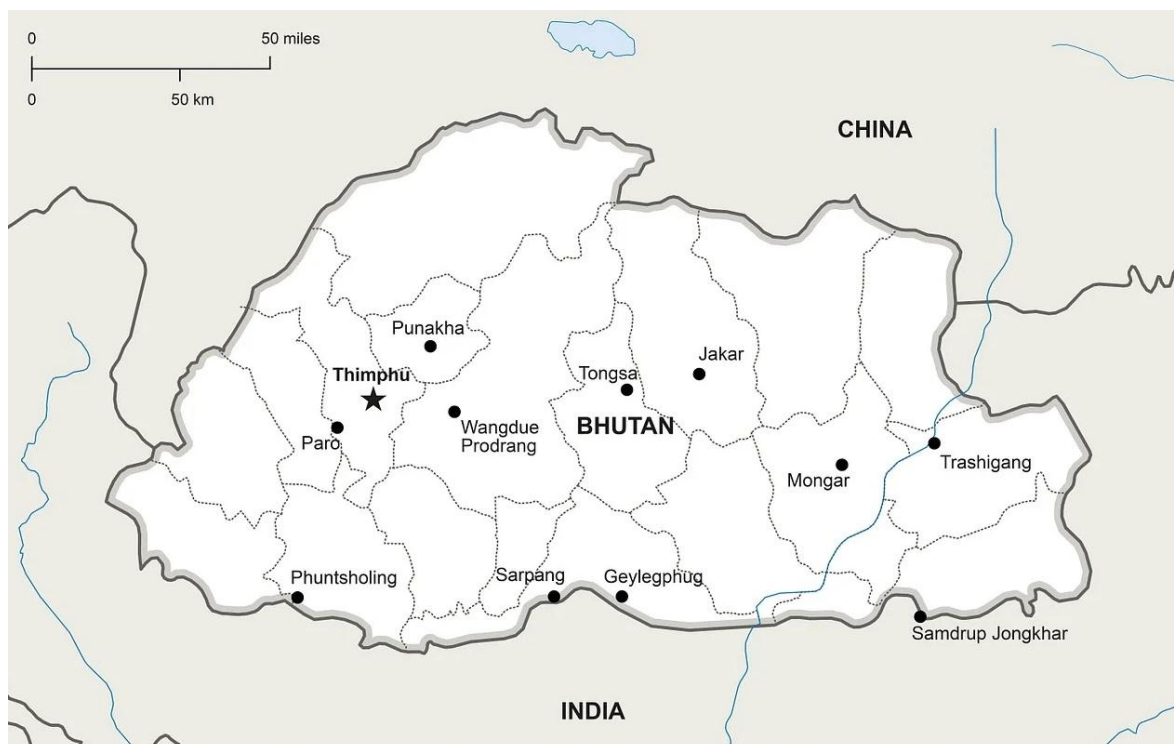 0 50 miles
0 50 km
CHINA
Punakha
Thimphu
Jakar
Tongsa
BHUTAN
Wangdue
Prodrang
Paro
Trashigang
Mongar
Phuntsholing
Sarpang
Geylegphug
Samdrup Jongkhar
INDIA